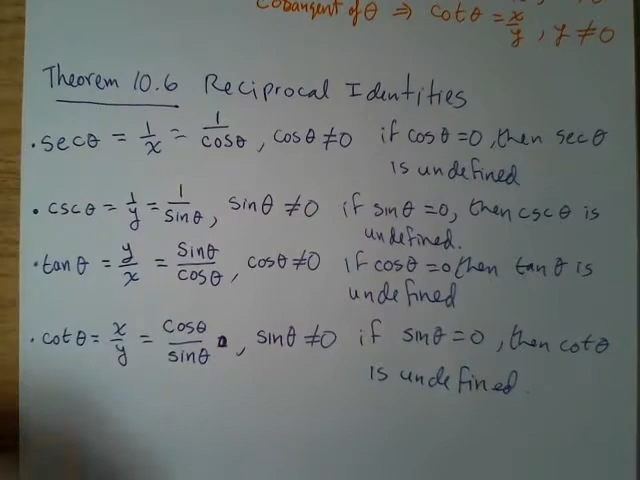 Cotangent of θ ⇒ cot θ = x/y, y ≠ 0
Theorem 10.6 Reciprocal Identities
• sec θ = 1/x = 1/cos θ, cos θ ≠ 0 if cos θ = 0, then sec θ
is undefined
• csc θ = 1/y = 1/sin θ, sin θ ≠ 0 if sin θ = 0, then csc θ is
undefined.
• tan θ = y/x = sin θ/cos θ, cos θ ≠ 0 if cos θ = 0 then tan θ is
undefined
• cot θ = x/y = cos θ/sin θ, sin θ ≠ 0 if sin θ = 0, then cot θ
is undefined.